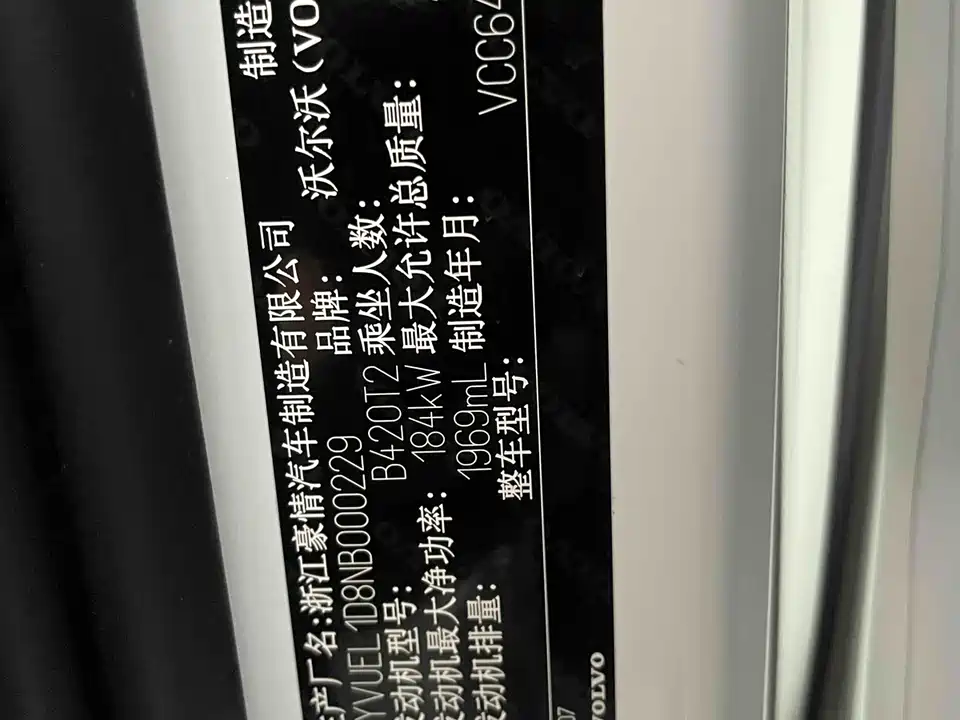 生产厂名:浙江豪情汽车制造有限公司 制造
YVUEL1D8NB000229 品牌: 沃尔沃(VO
发动机型号: B420T2 乘坐人数:
发动机最大净功率: 184kW 最大允许总质量:
发动机排量: 1969mL 制造年月:
整车型号: VCC64
07
VOLVO